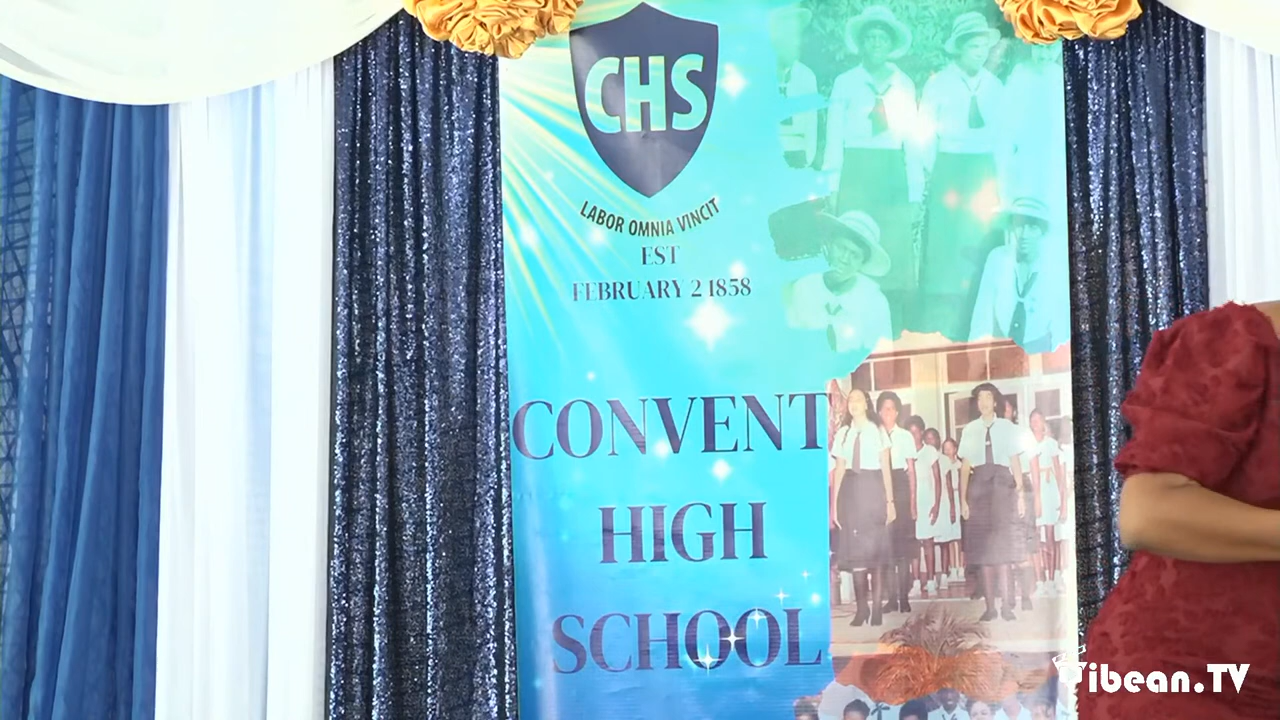 CHS
LABOR OMNIA VINCIT
EST
FEBRUARY 2 1858
CONVENT
HIGH
SCHOOL
Vibean.TV